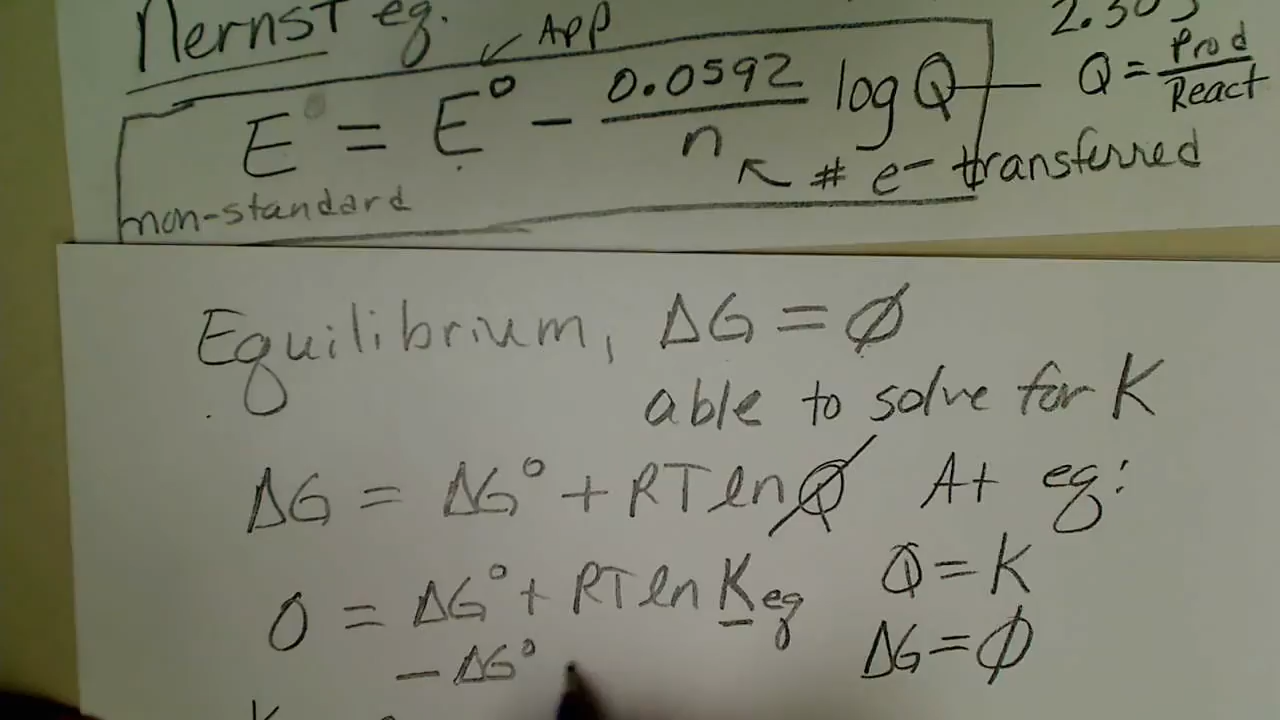 Nernst eq.
App
2.303
E = E° - 0.0592/n log Q
Q = Prod/React
# e- transferred
non-standard
Equilibrium, ΔG = ∅
able to solve for K
ΔG = ΔG° + RT ln Q At eq:
0 = ΔG° + RT ln Keq Q = K
- ΔG° ΔG = ∅